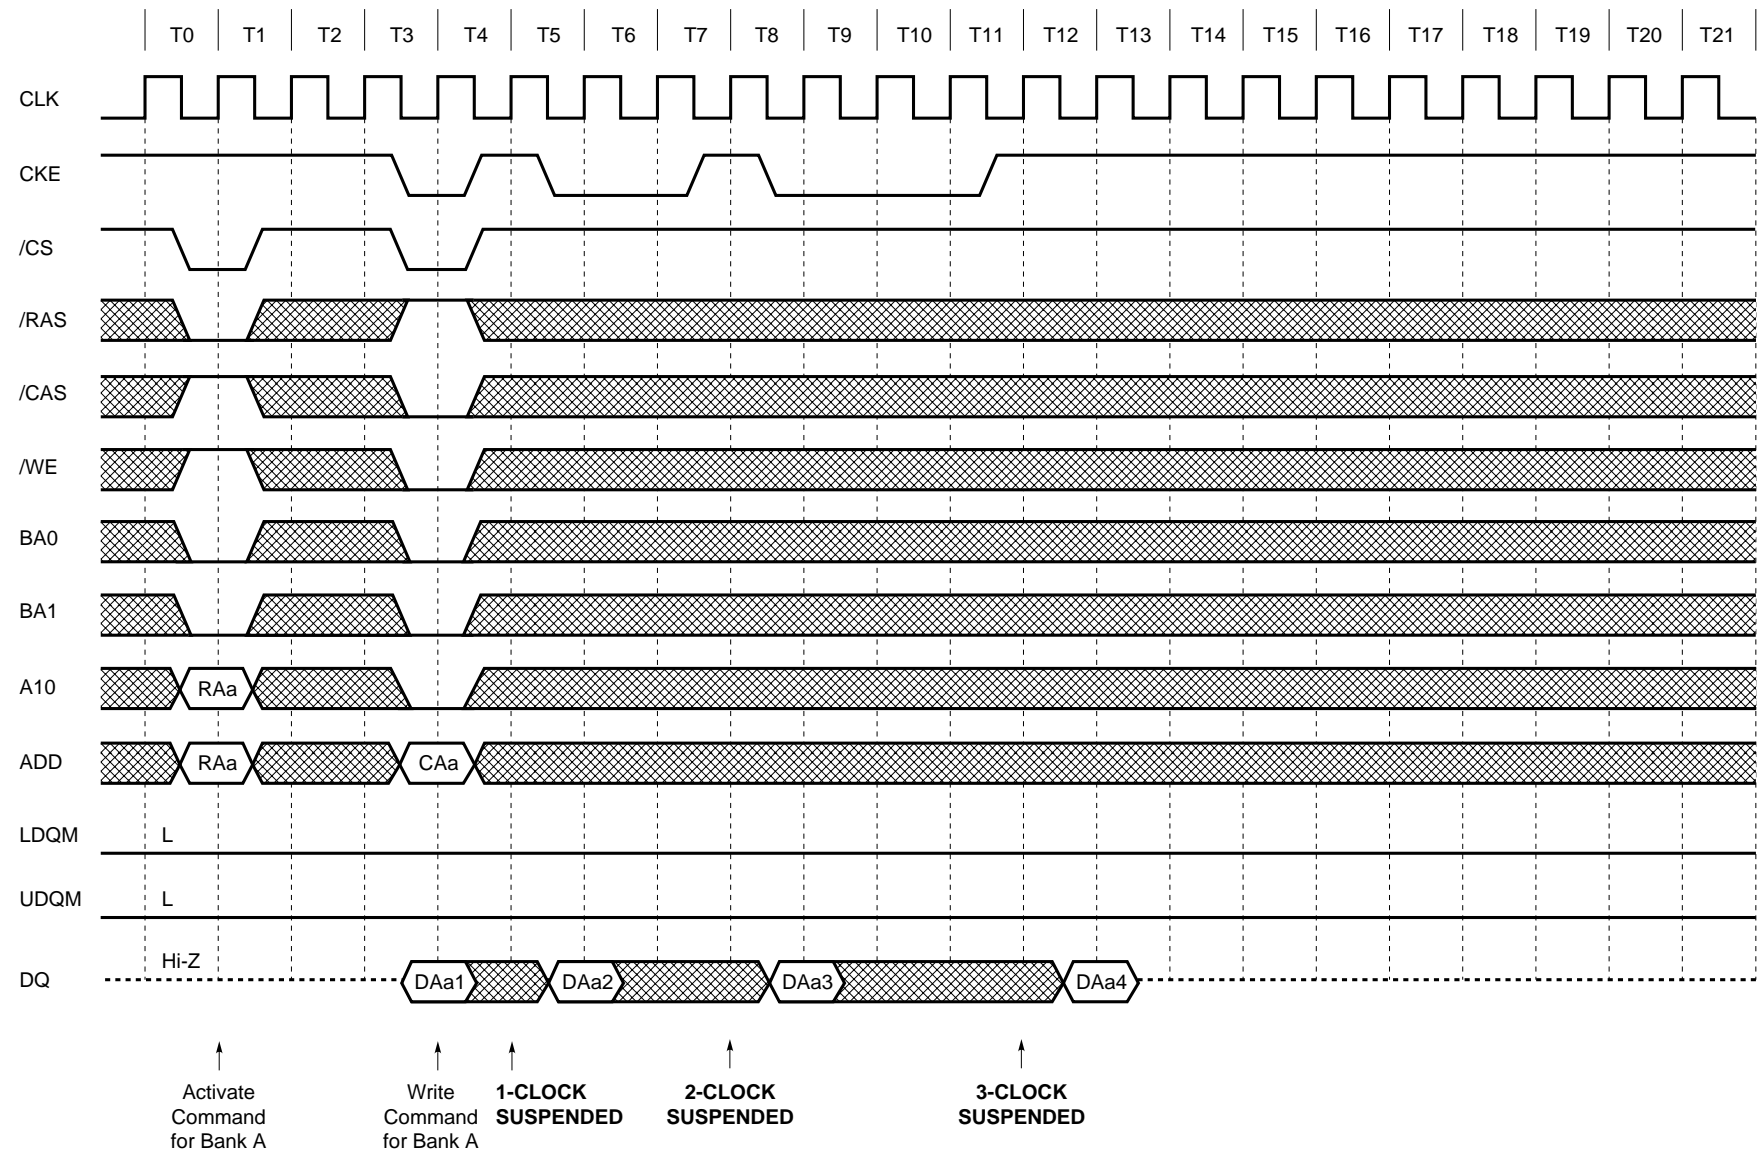 T0 T1 T2 T3 T4 T5 T6 T7 T8 T9 T10 T11 T12 T13 T14 T15 T16 T17 T18 T19 T20 T21
CLK
CKE
/CS
/RAS
/CAS
/WE
BA0
BA1
A10 RAa
ADD RAa CAa
LDQM L
UDQM L
Hi-Z
DQ DAa1 DAa2 DAa3 DAa4
Activate
Command
for Bank A
Write
Command
for Bank A
1-CLOCK
SUSPENDED
2-CLOCK
SUSPENDED
3-CLOCK
SUSPENDED